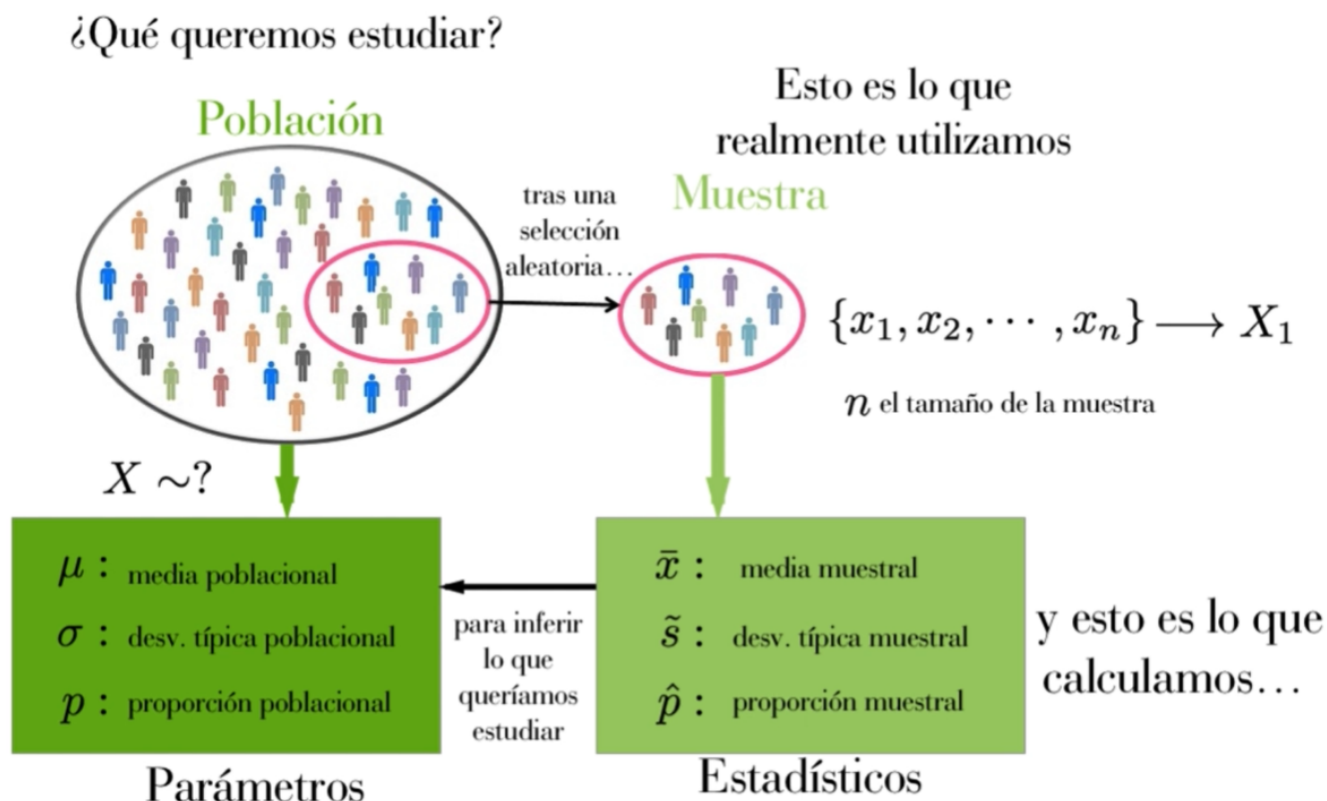 ¿Qué queremos estudiar?
Población
tras una
selección
aleatoria…
Esto es lo que
realmente utilizamos
Muestra
{x₁, x₂, ⋯ , xₙ} ⟶ X₁
n el tamaño de la muestra
X ∼?
μ : media poblacional
σ : desv. típica poblacional
p : proporción poblacional
Parámetros
para inferir
lo que
queríamos
estudiar
x̄ : media muestral
s̃ : desv. típica muestral
p̂ : proporción muestral
Estadísticos
y esto es lo que
calculamos…